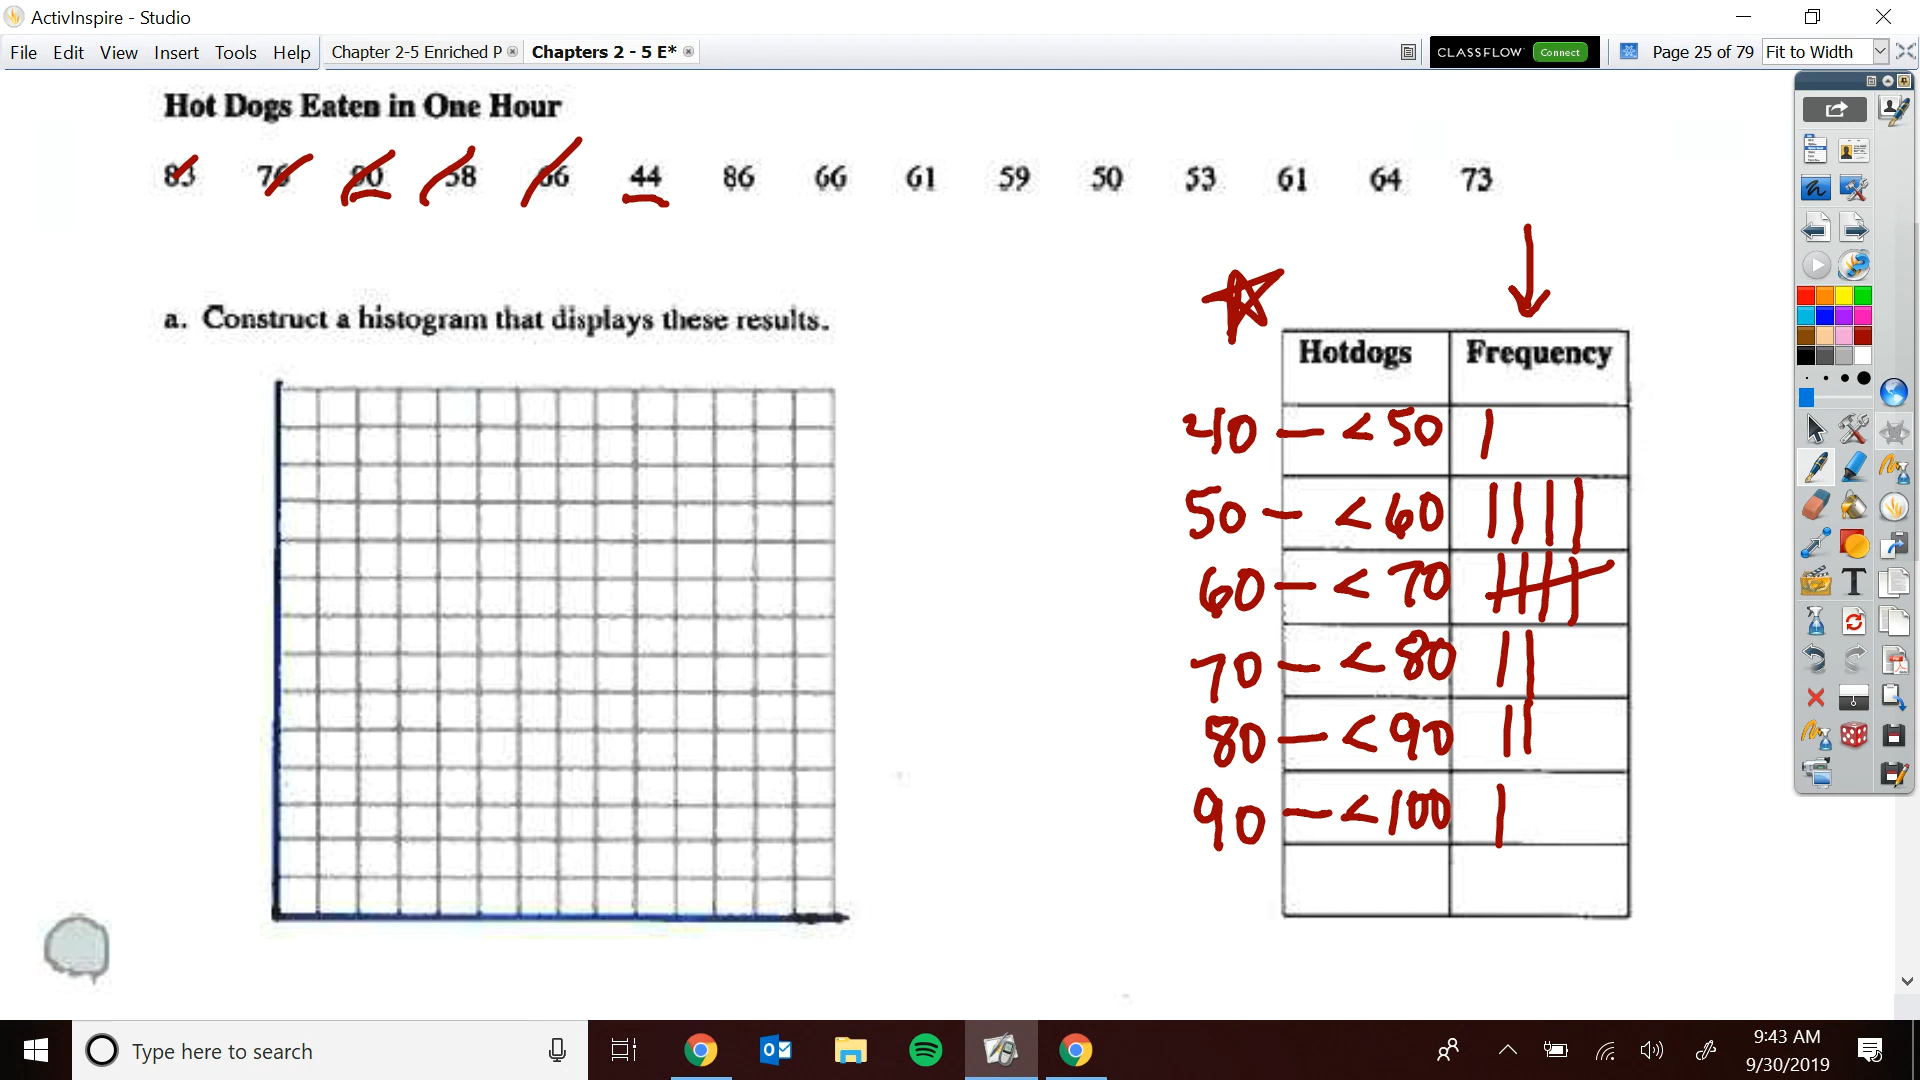 ActivInspire - Studio
File Edit View Insert Tools Help
Chapter 2-5 Enriched P
Chapters 2 - 5 E*
CLASSFLOW Connect
Page 25 of 79
Fit to Width
Hot Dogs Eaten in One Hour
83 76 90 58 66 44 86 66 61 59 50 53 61 64 73
a. Construct a histogram that displays these results.
Hotdogs Frequency
40 - < 50
50 - < 60
60 - < 70
70 - < 80
80 - < 90
90 - < 100
Type here to search
9:43 AM
9/30/2019